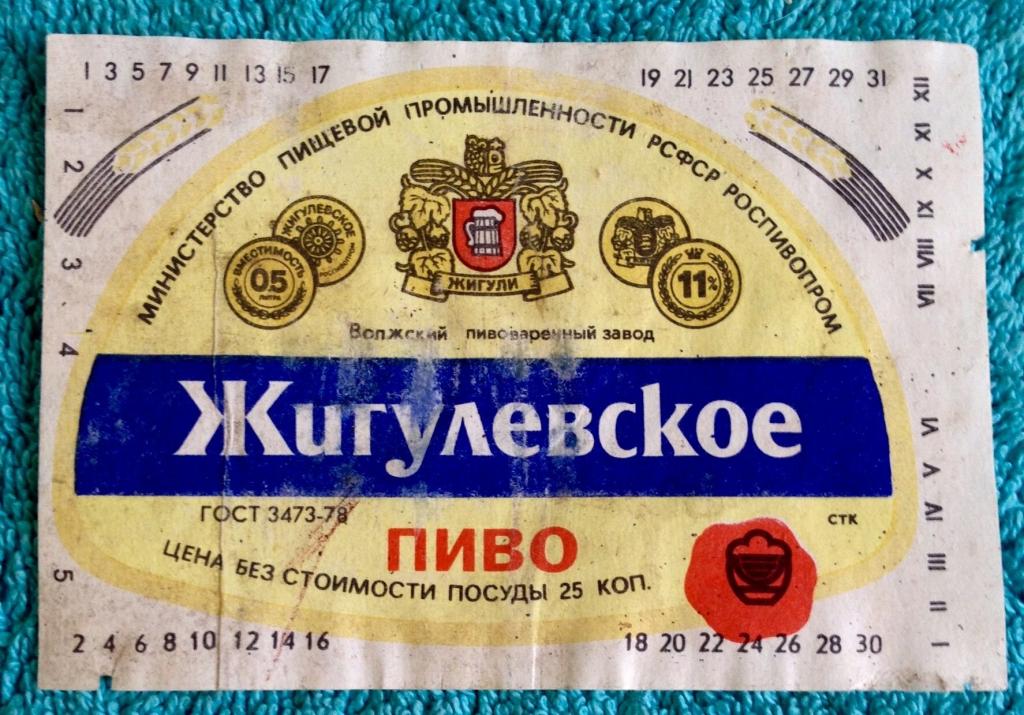 1 3 5 7 9 11 13 15 17
19 21 23 25 27 29 31
1
2
3
4
5
МИНИСТЕРСТВО ПИЩЕВОЙ ПРОМЫШЛЕННОСТИ РСФСР РОСПИВОПРОМ
ЖИГУЛЕВСКОЕ
ВМЕСТИМОСТЬ
0,5
ЛИТРА
ЖИГУЛИ
11%
Волжский пивоваренный завод
Жигулевское
ГОСТ 3473-78
СТК
ПИВО
ЦЕНА БЕЗ СТОИМОСТИ ПОСУДЫ 25 КОП.
2 4 6 8 10 12 14 16
18 20 22 24 26 28 30
I II III IV V VI VII VIII IX X XI XII